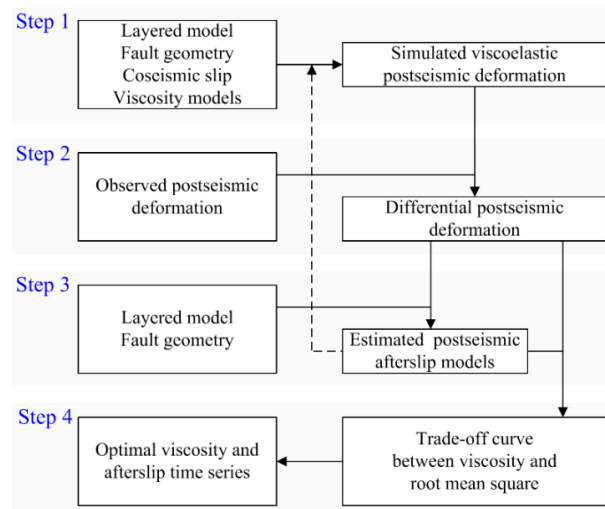 Step 1
Layered model
Fault geometry
Coseismic slip
Viscosity models
Simulated viscoelastic
postseismic deformation
Step 2
Observed postseismic
deformation
Differential postseismic
deformation
Step 3
Layered model
Fault geometry
Estimated postseismic
afterslip models
Step 4
Optimal viscosity and
afterslip time series
Trade-off curve
between viscosity and
root mean square